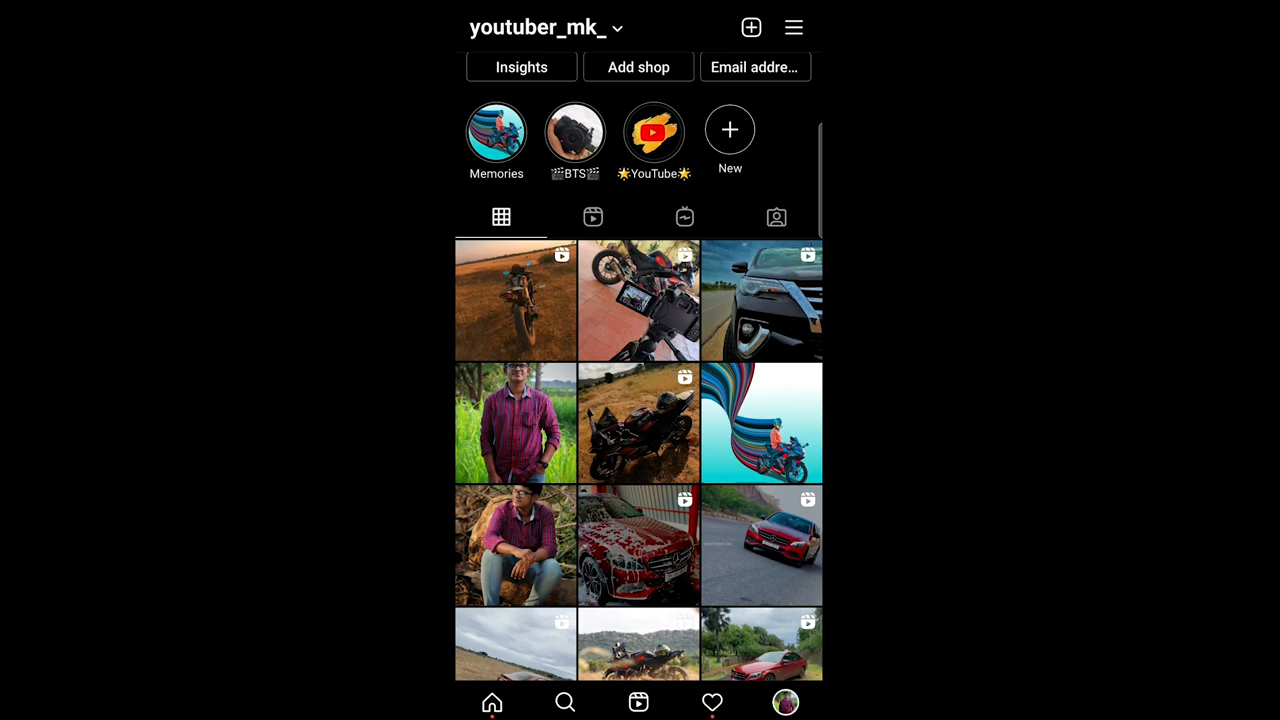 youtuber_mk_
Insights
Add shop
Email addre...
Memories
🎬BTS🎬
🌟YouTube🌟
New